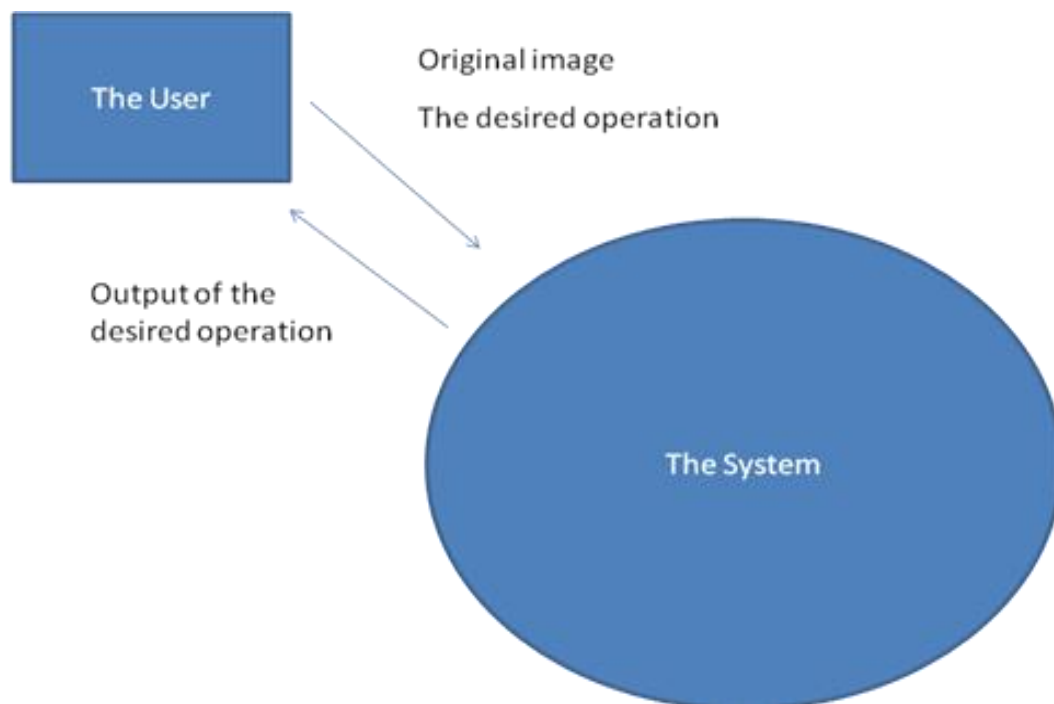 The User
Original image
The desired operation
Output of the
desired operation
The System